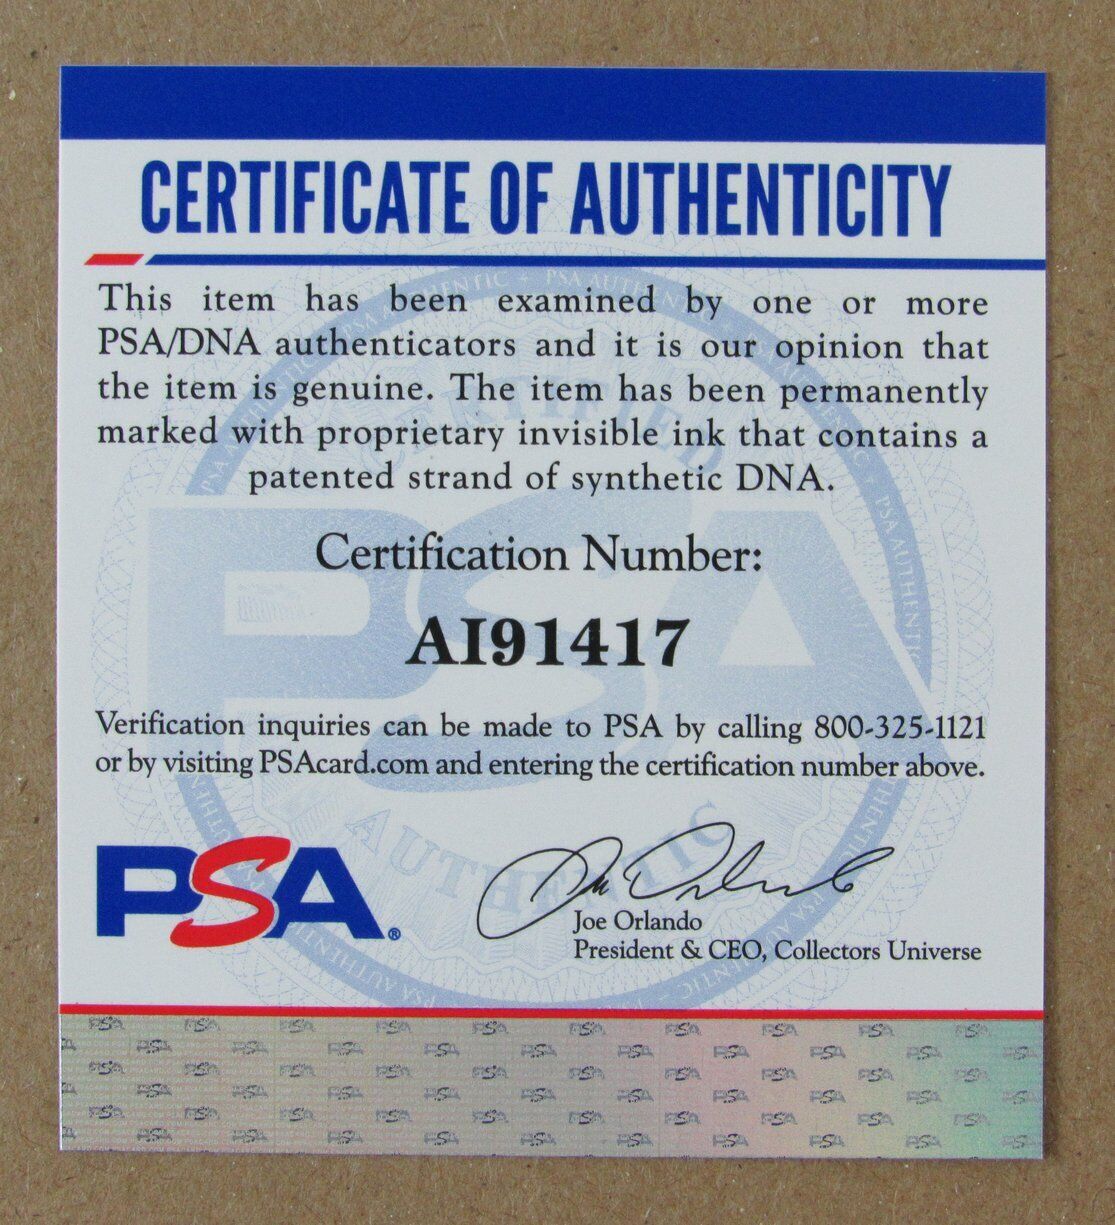 CERTIFICATE OF AUTHENTICITY
This item has been examined by one or more
PSA/DNA authenticators and it is our opinion that
the item is genuine. The item has been permanently
marked with proprietary invisible ink that contains a
patented strand of synthetic DNA.
Certification Number:
AI91417
Verification inquiries can be made to PSA by calling 800-325-1121
or by visiting PSAcard.com and entering the certification number above.
PSA®
Joe Orlando
Joe Orlando
President & CEO, Collectors Universe